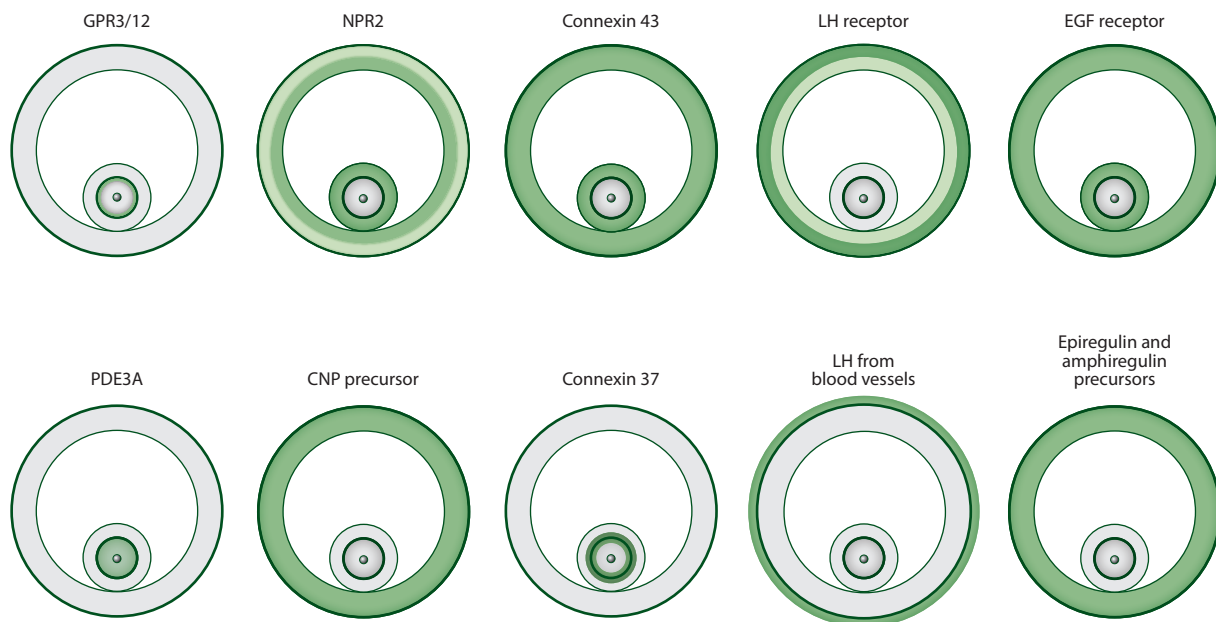 GPR3/12
NPR2
Connexin 43
LH receptor
EGF receptor
PDE3A
CNP precursor
Connexin 37
LH from
blood vessels
Epiregulin and
amphiregulin
precursors